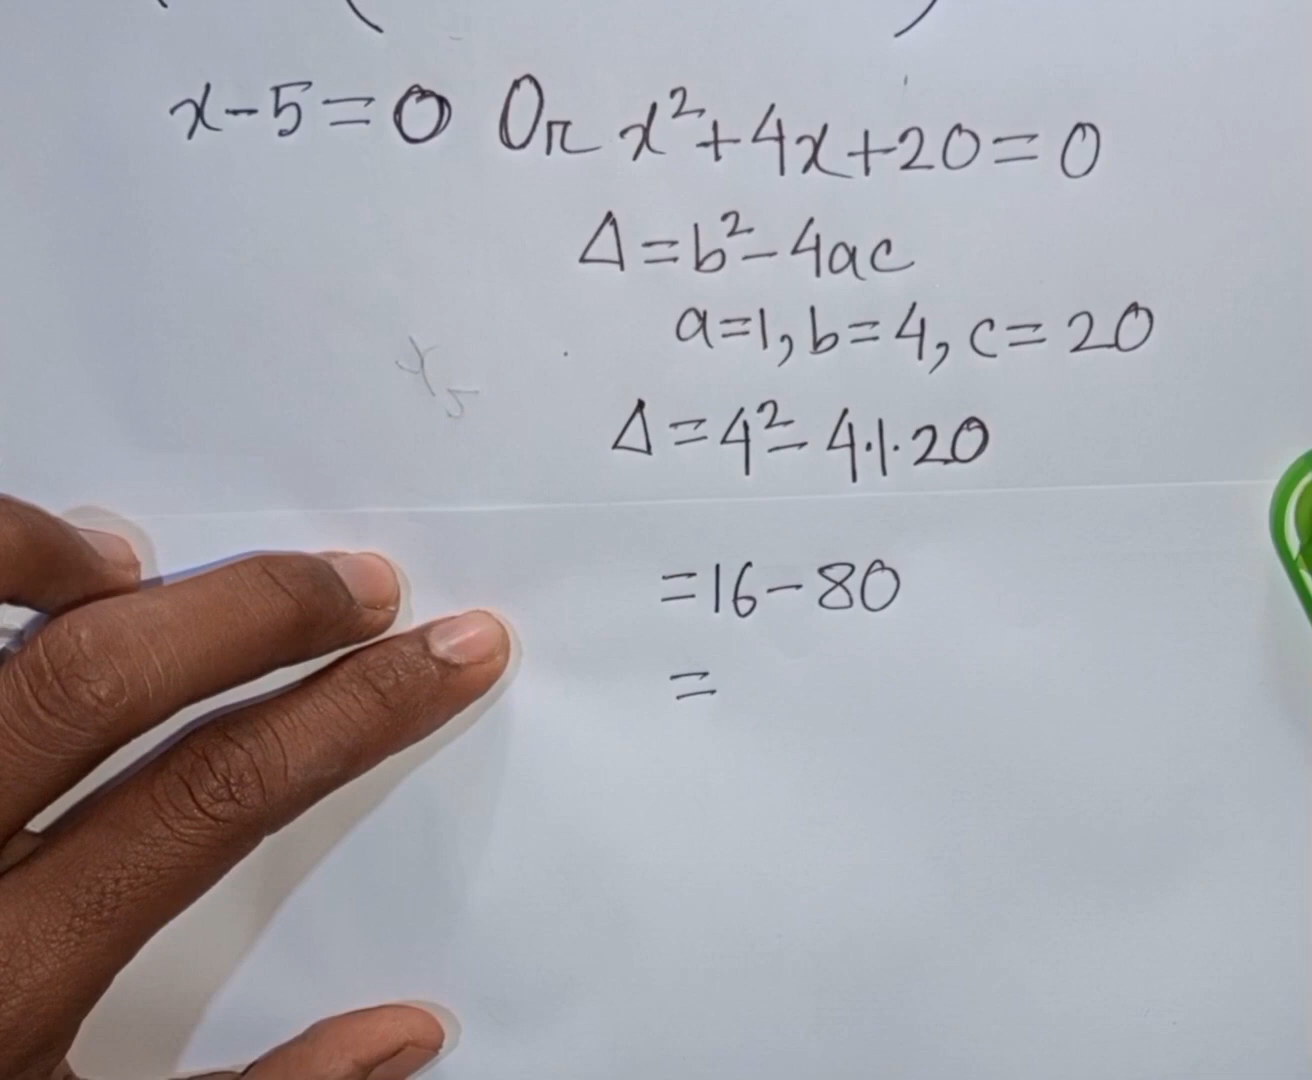 x-5=0 Or x²+4x+20=0
Δ=b²-4ac
a=1, b=4, c=20
Δ=4²-4·1·20
=16-80
=